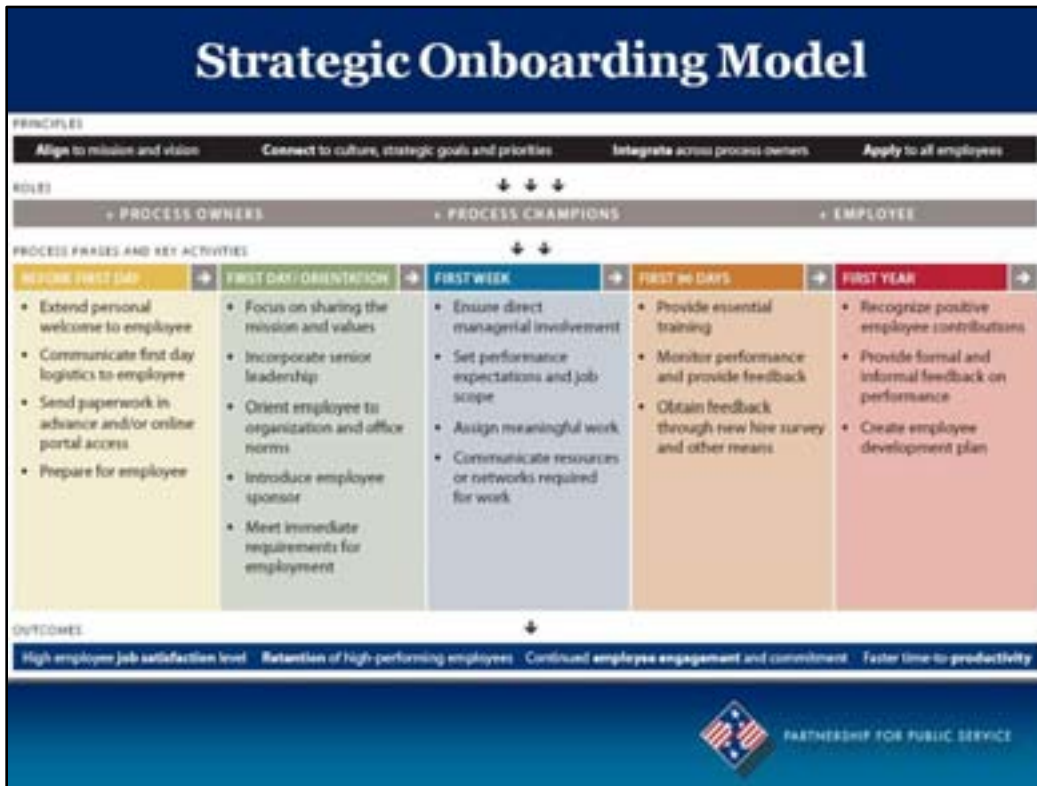 Strategic Onboarding Model
PRINCIPLES
Align to mission and vision Connect to culture, strategic goals and priorities Integrate across process owners Apply to all employees
ROLES
+ PROCESS OWNERS + PROCESS CHAMPIONS + EMPLOYEE
PROCESS PHASES AND KEY ACTIVITIES
BEFORE FIRST DAY
• Extend personal
welcome to employee
• Communicate first day
logistics to employee
• Send paperwork in
advance and/or online
portal access
• Prepare for employee
FIRST DAY/ORIENTATION
• Focus on sharing the
mission and values
• Incorporate senior
leadership
• Orient employee to
organization and office
norms
• Introduce employee
sponsor
• Meet immediate
requirements for
employment
FIRST WEEK
• Ensure direct
managerial involvement
• Set performance
expectations and job
scope
• Assign meaningful work
• Communicate resources
or networks required
for work
FIRST 90 DAYS
• Provide essential
training
• Monitor performance
and provide feedback
• Obtain feedback
through new hire survey
and other means
FIRST YEAR
• Recognize positive
employee contributions
• Provide formal and
informal feedback on
performance
• Create employee
development plan
OUTCOMES
High employee job satisfaction level Retention of high-performing employees Continued employee engagement and commitment Faster time-to-productivity
PARTNERSHIP FOR PUBLIC SERVICE